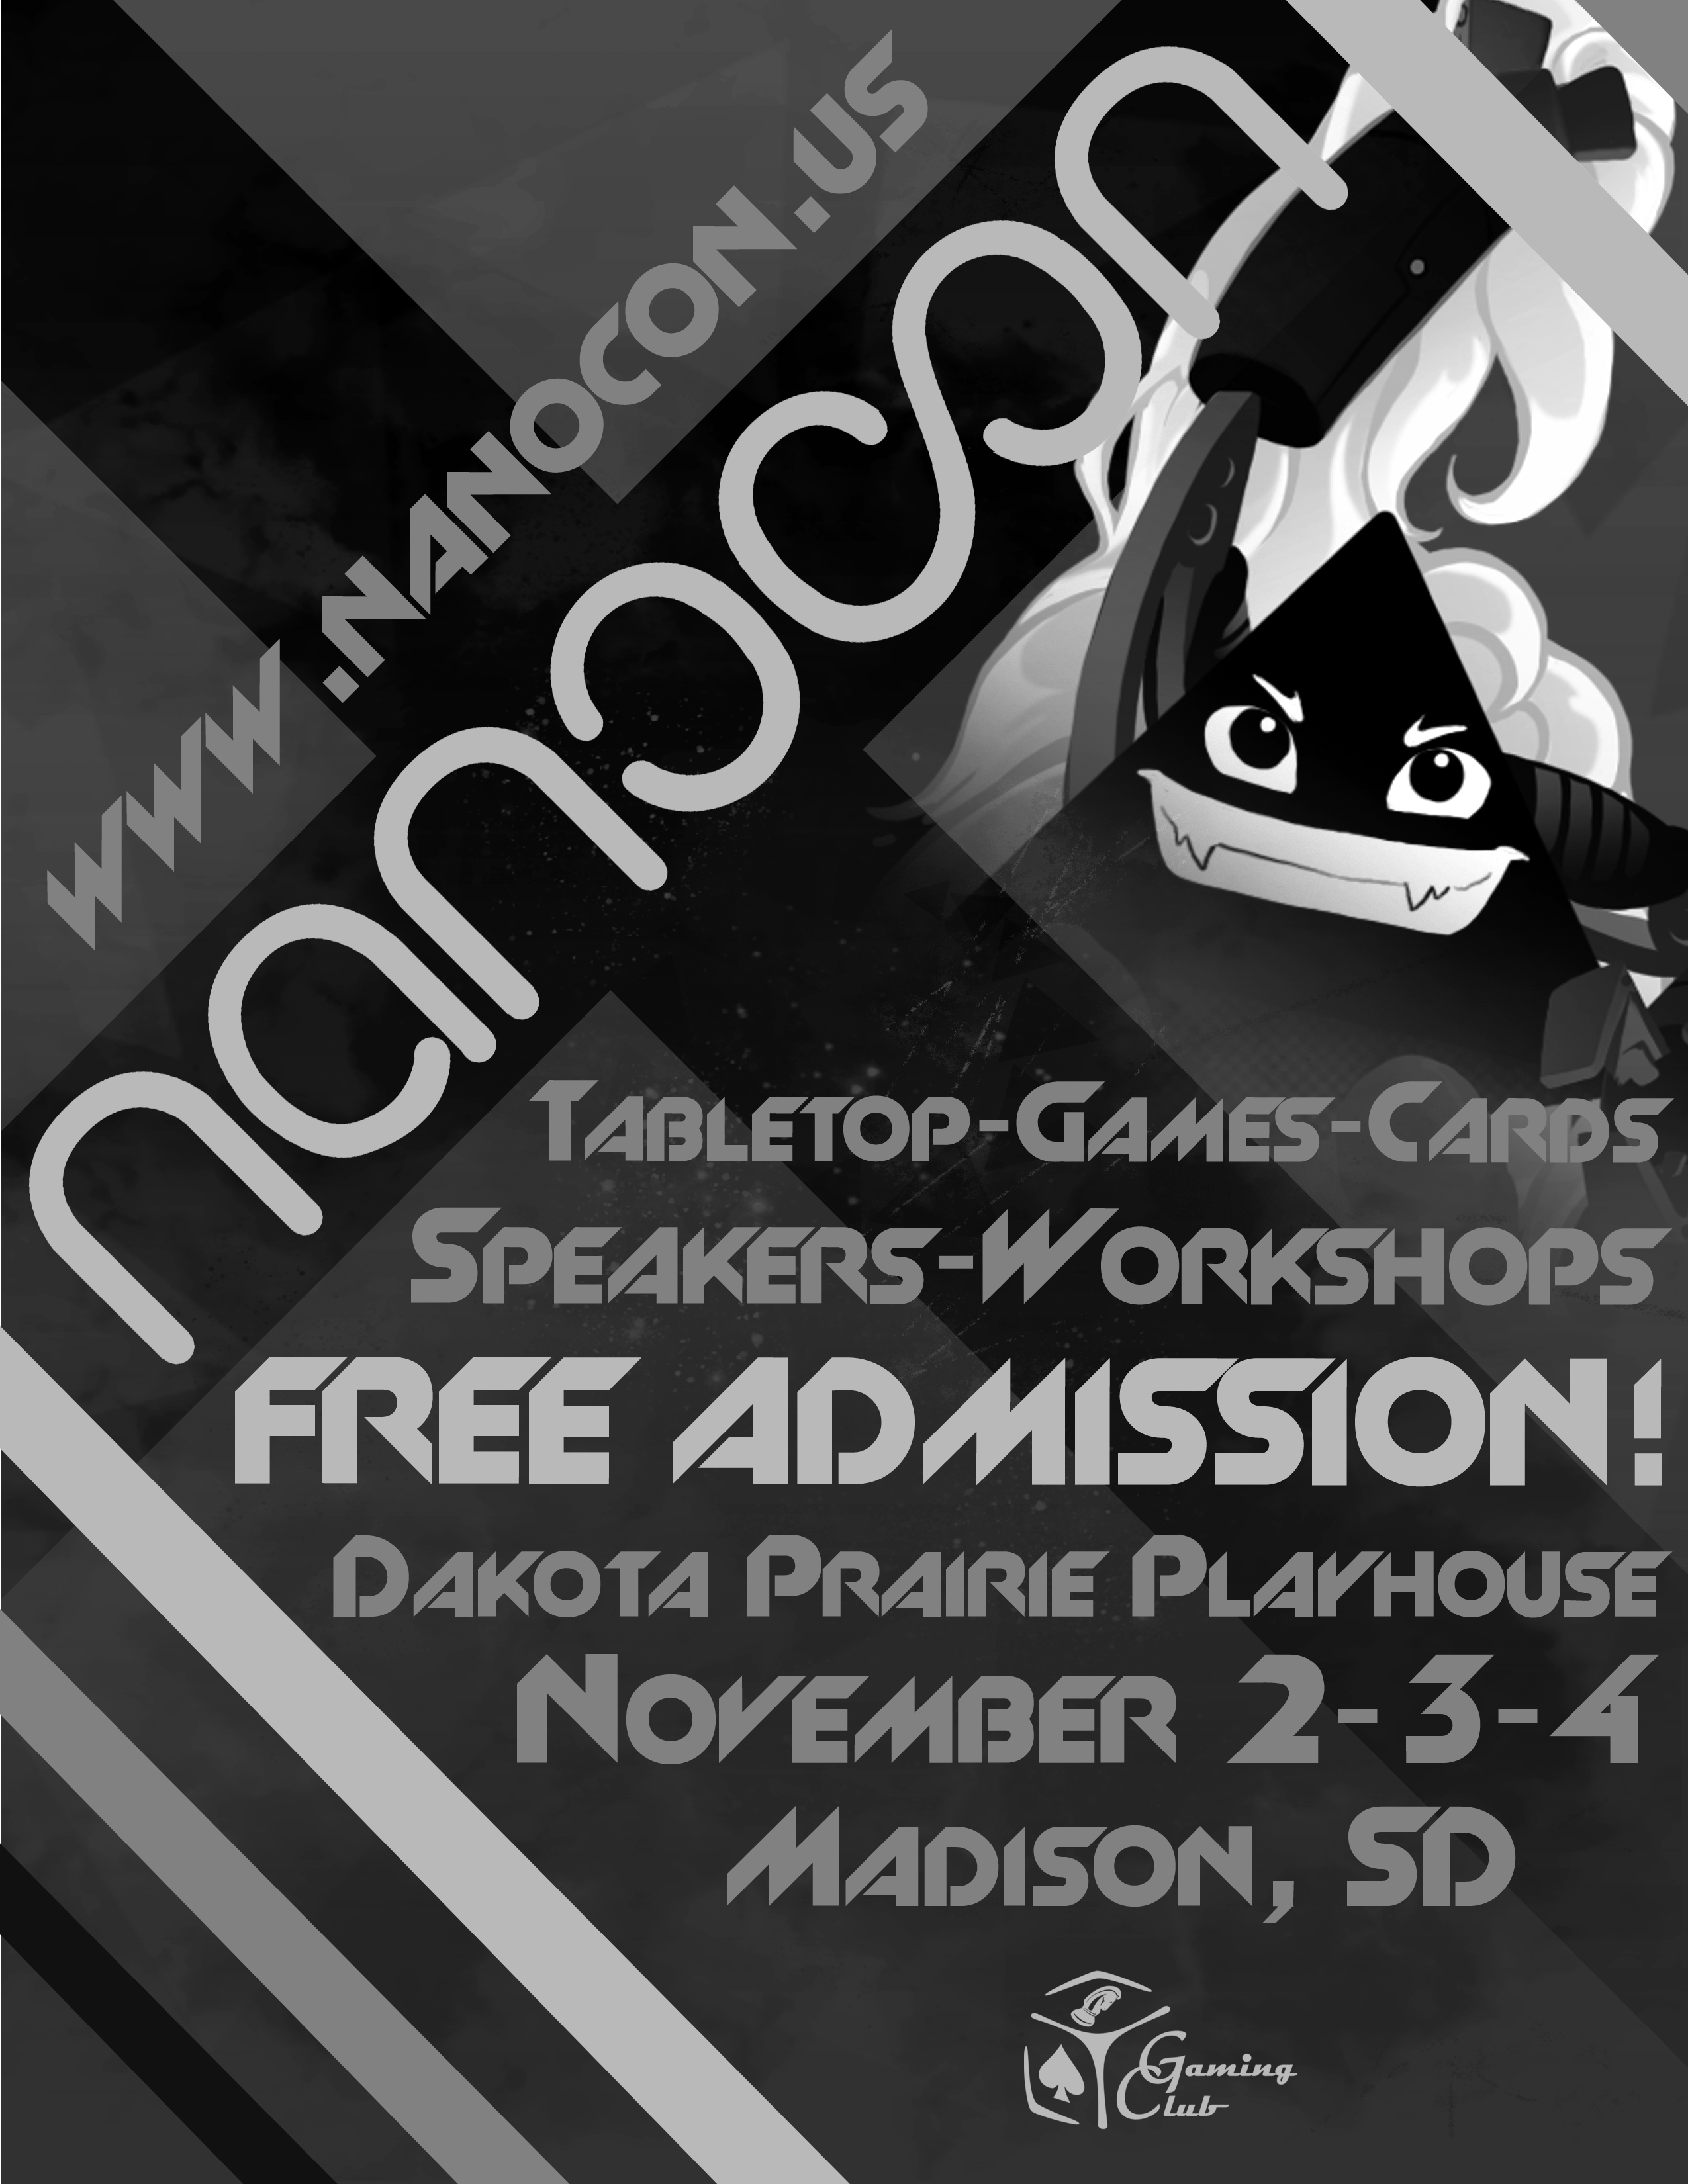 www.nanocon.us
nanocon
Tabletop-Games-Cards
Speakers-Workshops
FREE ADMISSION!
Dakota Prairie Playhouse
November 2-3-4
Madison, SD
Gaming
Club